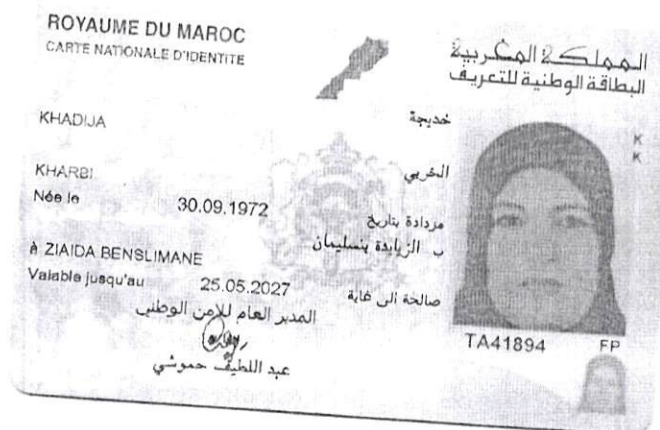 ROYAUME DU MAROC
CARTE NATIONALE D'IDENTITE
المملكة المغربية
البطاقة الوطنية للتعريف
KHADIJA
خديجة
KHARBI
الخربي
Née le 30.09.1972
مزدادة بتاريخ
à ZIAIDA BENSLIMANE
ب الزيايدة بنسليمان
Valable jusqu'au 25.05.2027
صالحة الى غاية
المدير العام للأمن الوطني
عبد اللطيف حموشي
K
K
TA41894 FP